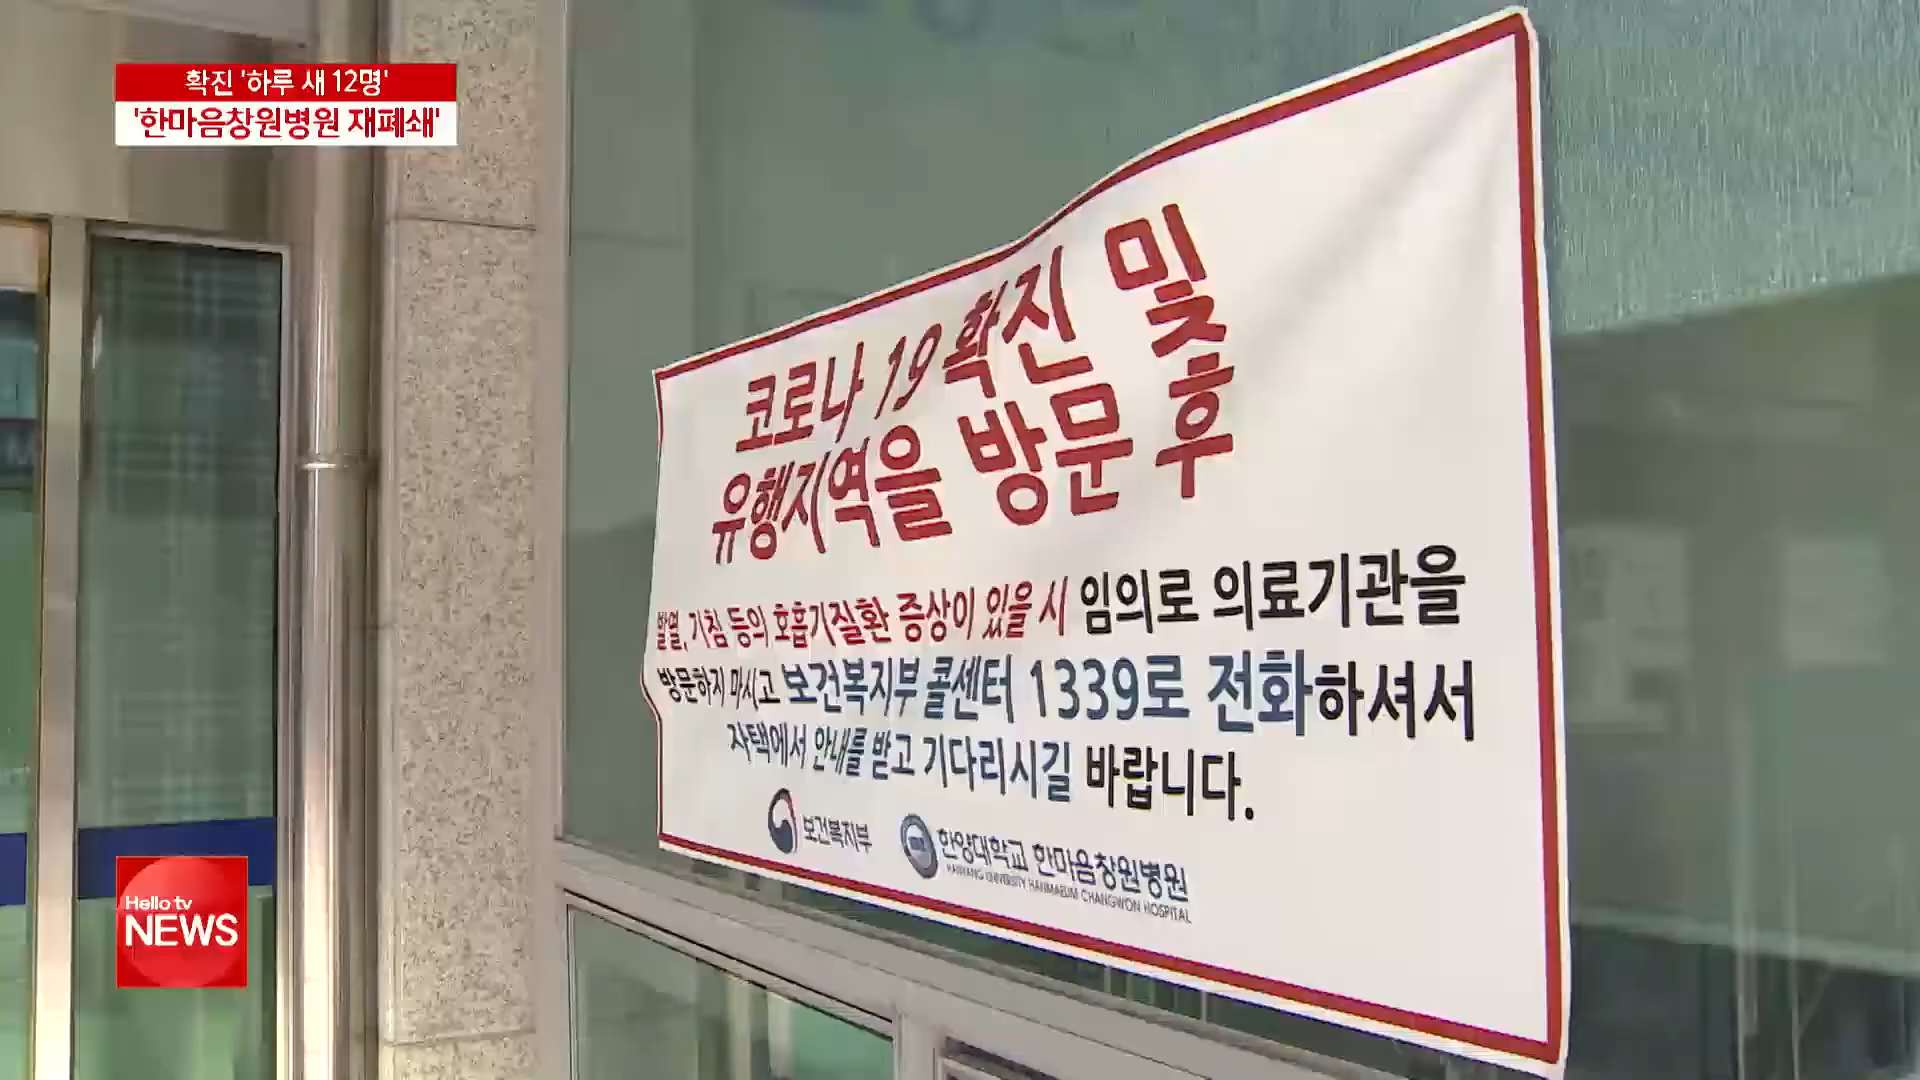 확진 '하루 새 12명'
'한마음창원병원 재폐쇄'
코로나 19 확진 및
유행지역을 방문 후
발열, 기침 등의 호흡기질환 증상이 있을 시 임의로 의료기관을
방문하지 마시고 보건복지부 콜센터 1339로 전화하셔서
자택에서 안내를 받고 기다리시길 바랍니다.
보건복지부
한양대학교 한마음창원병원
HANYANG UNIVERSITY HANMAEUM CHANGWON HOSPITAL
Hello tv
NEWS